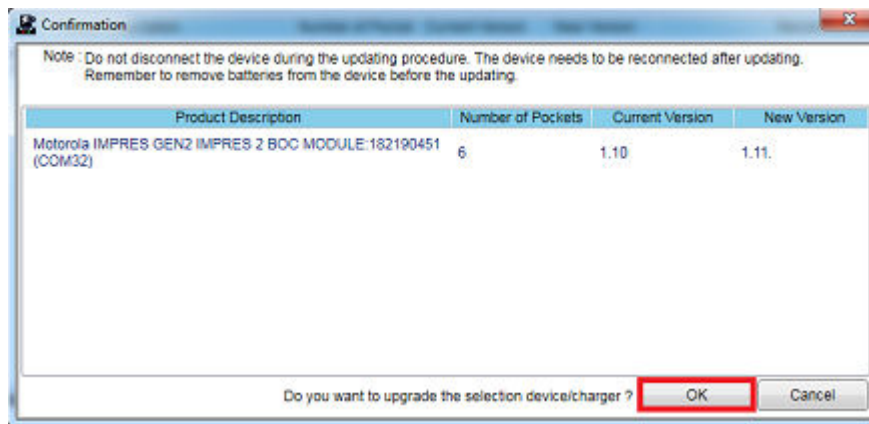 Confirmation
Note : Do not disconnect the device during the updating procedure. The device needs to be reconnected after updating.
Remember to remove batteries from the device before the updating.
Product Description Number of Pockets Current Version New Version
Motorola IMPRES GEN2 IMPRES 2 BOC MODULE:182190451 6 1.10 1.11.
(COM32)
Do you want to upgrade the selection device/charger ? OK Cancel